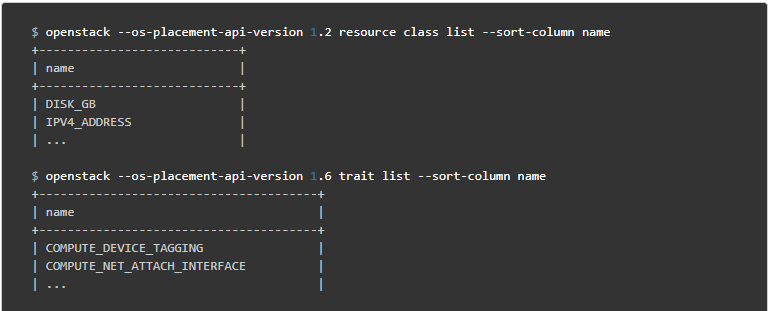 $ openstack --os-placement-api-version 1.2 resource class list --sort-column name
+----------------------------+
| name                       |
+----------------------------+
| DISK_GB                    |
| IPV4_ADDRESS               |
| ...                        |
$ openstack --os-placement-api-version 1.6 trait list --sort-column name
+---------------------------------------+
| name                                  |
+---------------------------------------+
| COMPUTE_DEVICE_TAGGING                |
| COMPUTE_NET_ATTACH_INTERFACE          |
| ...                                   |